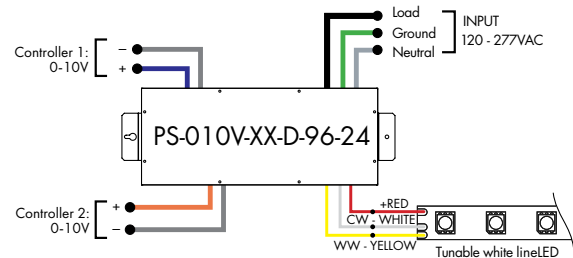 Load
Ground
Neutral
INPUT
120 - 277VAC
Controller 1:
0-10V
–
+
PS-010V-XX-D-96-24
Controller 2:
0-10V
+
–
+RED
CW - WHITE
WW - YELLOW
Tunable white lineLED